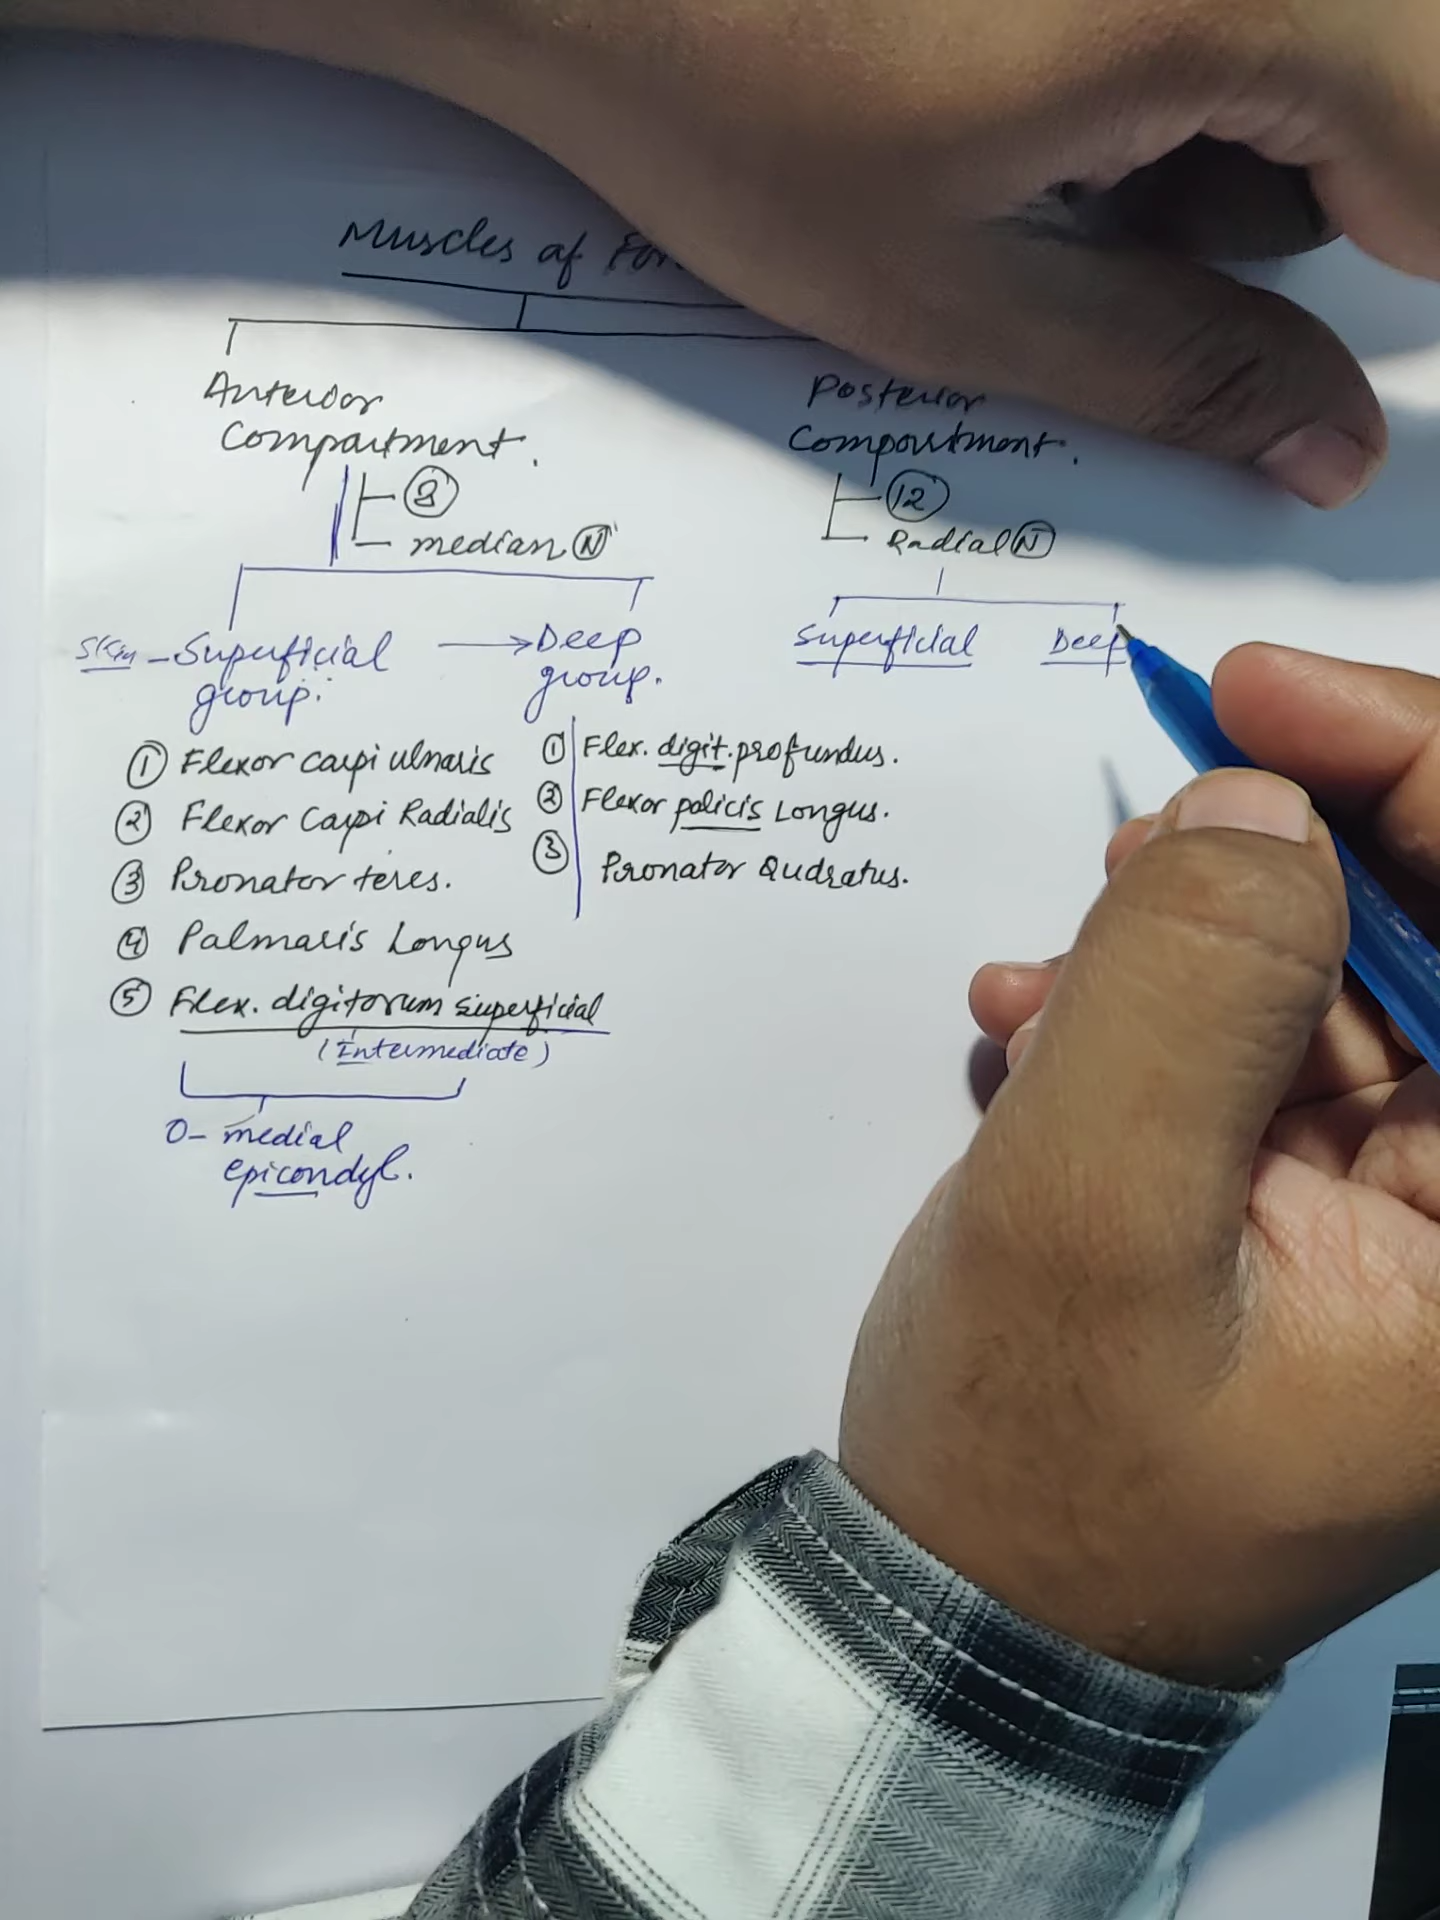 Muscles of For
Anterior
Compartment.
8
median N
Posterior
Compartment.
12
Radial N
Skin - Superficial
group.
Deep
group.
Superficial
Deep
1 Flexor carpi ulnaris
2 Flexor Carpi Radialis
3 Pronator teres.
4 Palmaris Longus
5 Flex. digitorum superficial
(Intermediate)
O- medial
epicondyl.
1 Flex. digit. profundus.
2 Flexor policis Longus.
3 Pronator Qudratus.